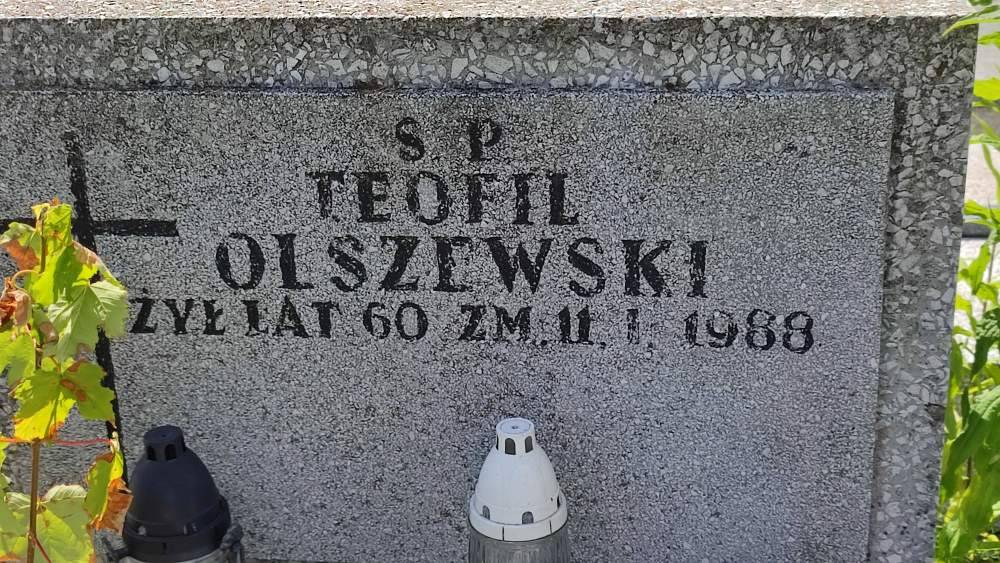 S. P.
TEOFIL
OLSZEWSKI
ŻYŁ LAT 60 ZM. 11. I. 1988